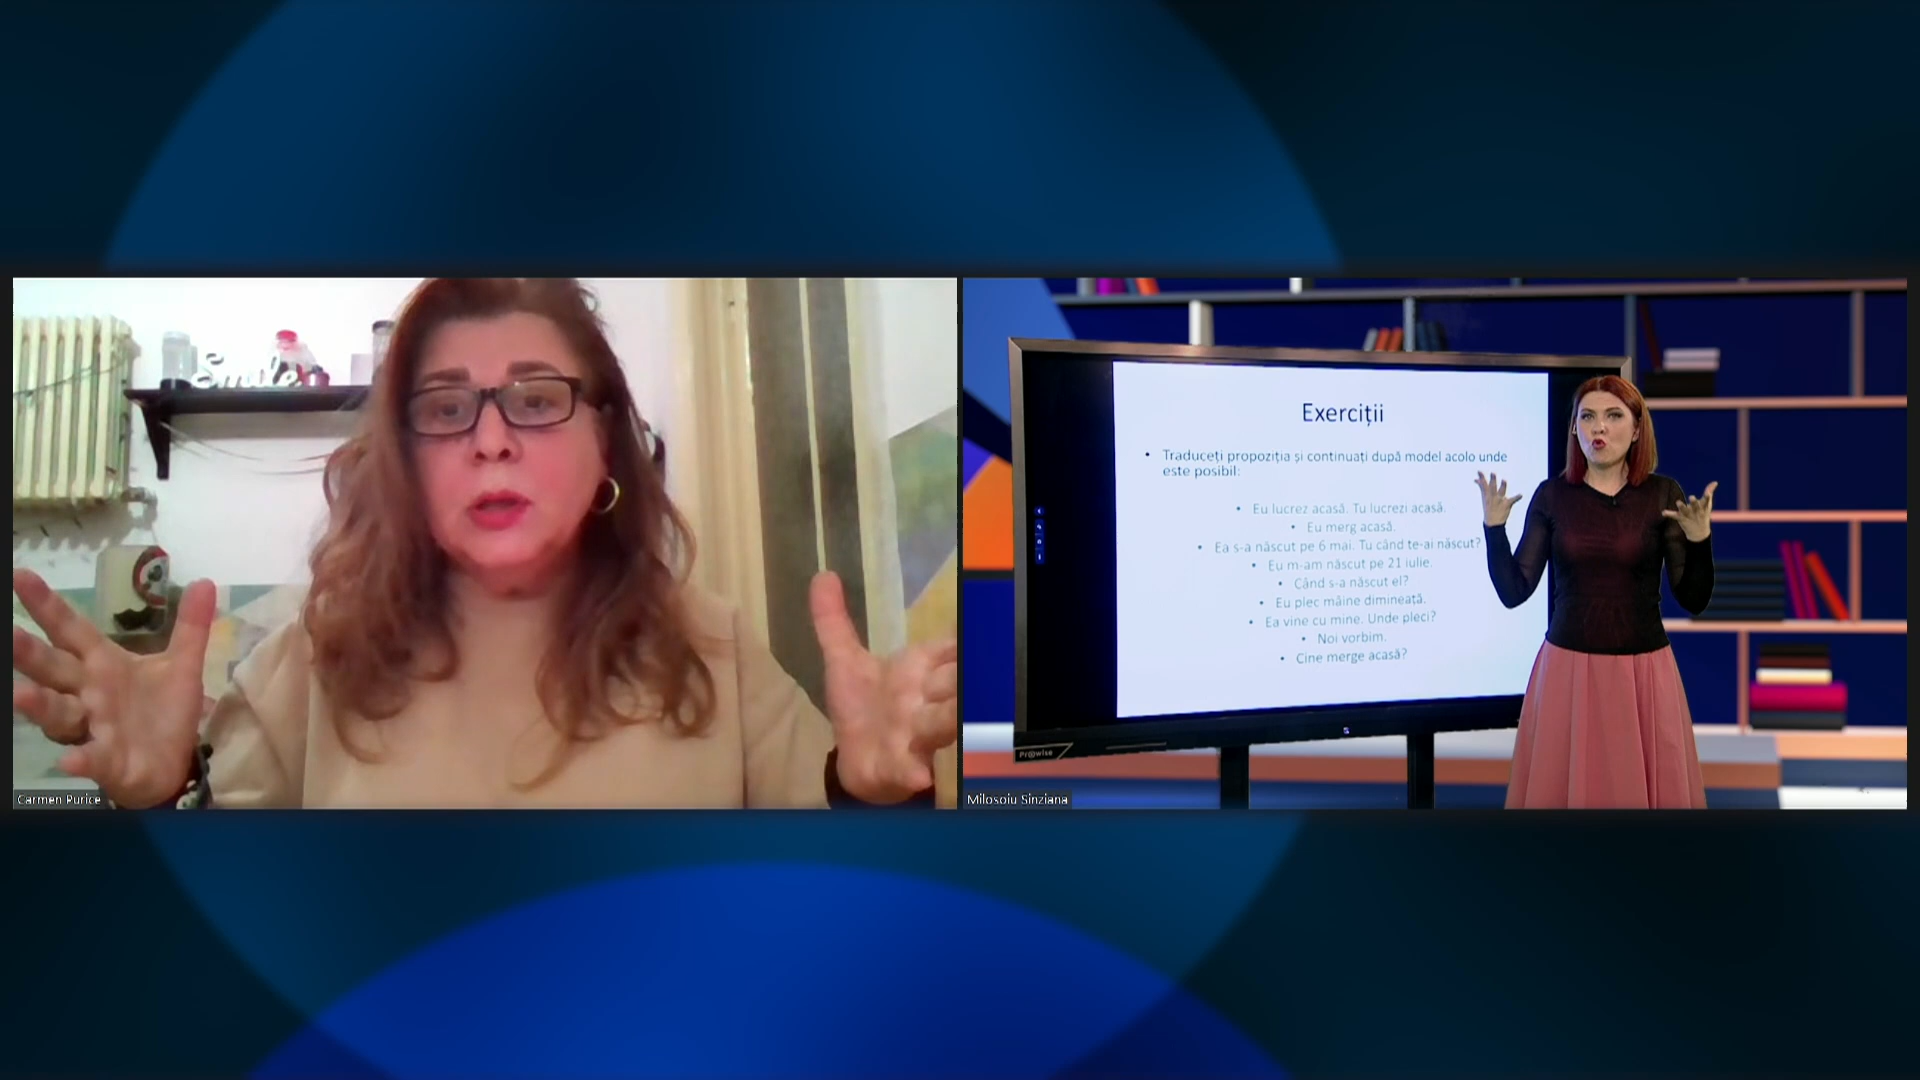 Smile
Carmen Purice
Exerciții
• Traduceți propoziția și continuați după model acolo unde
este posibil:
• Eu lucrez acasă. Tu lucrezi acasă.
• Eu merg acasă.
• Ea s-a născut pe 6 mai. Tu când te-ai născut?
• Eu m-am născut pe 21 iulie.
• Când s-a născut el?
• Eu plec mâine dimineață.
• Ea vine cu mine. Unde pleci?
• Noi vorbim.
• Cine merge acasă?
Prowise
Milosoiu Sinziana